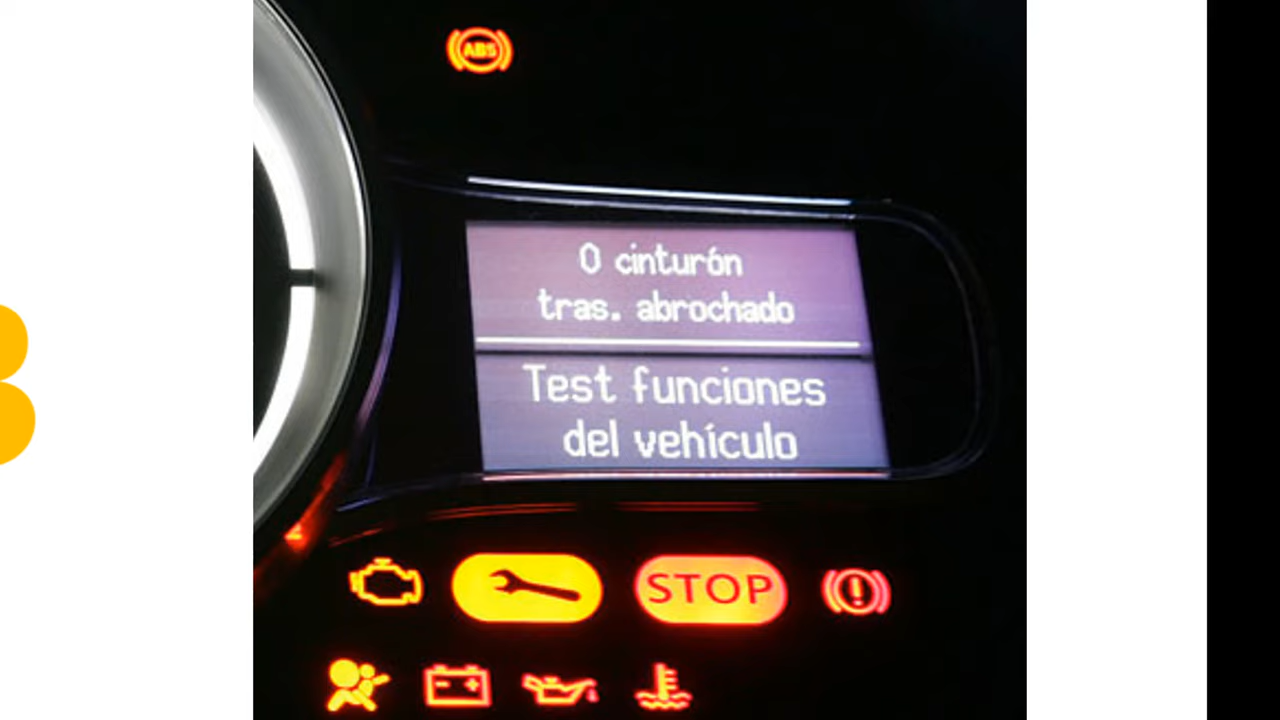 ABS
0 cinturón
tras. abrochado
Test funciones
del vehículo
STOP